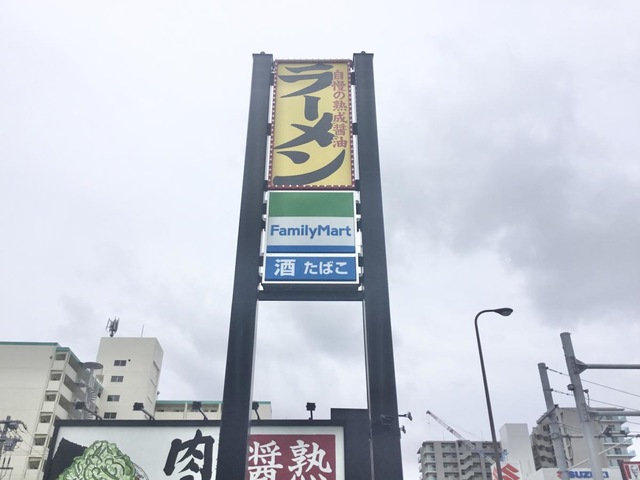 ラーメン
自慢の熟成醤油
FamilyMart
酒 たばこ
肉
醤
熟
SUZUKI